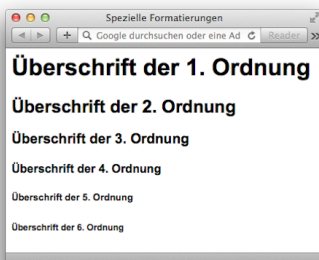 Spezielle Formatierungen
Google durchsuchen oder eine Ad
Reader
Überschrift der 1. Ordnung
Überschrift der 2. Ordnung
Überschrift der 3. Ordnung
Überschrift der 4. Ordnung
Überschrift der 5. Ordnung
Überschrift der 6. Ordnung